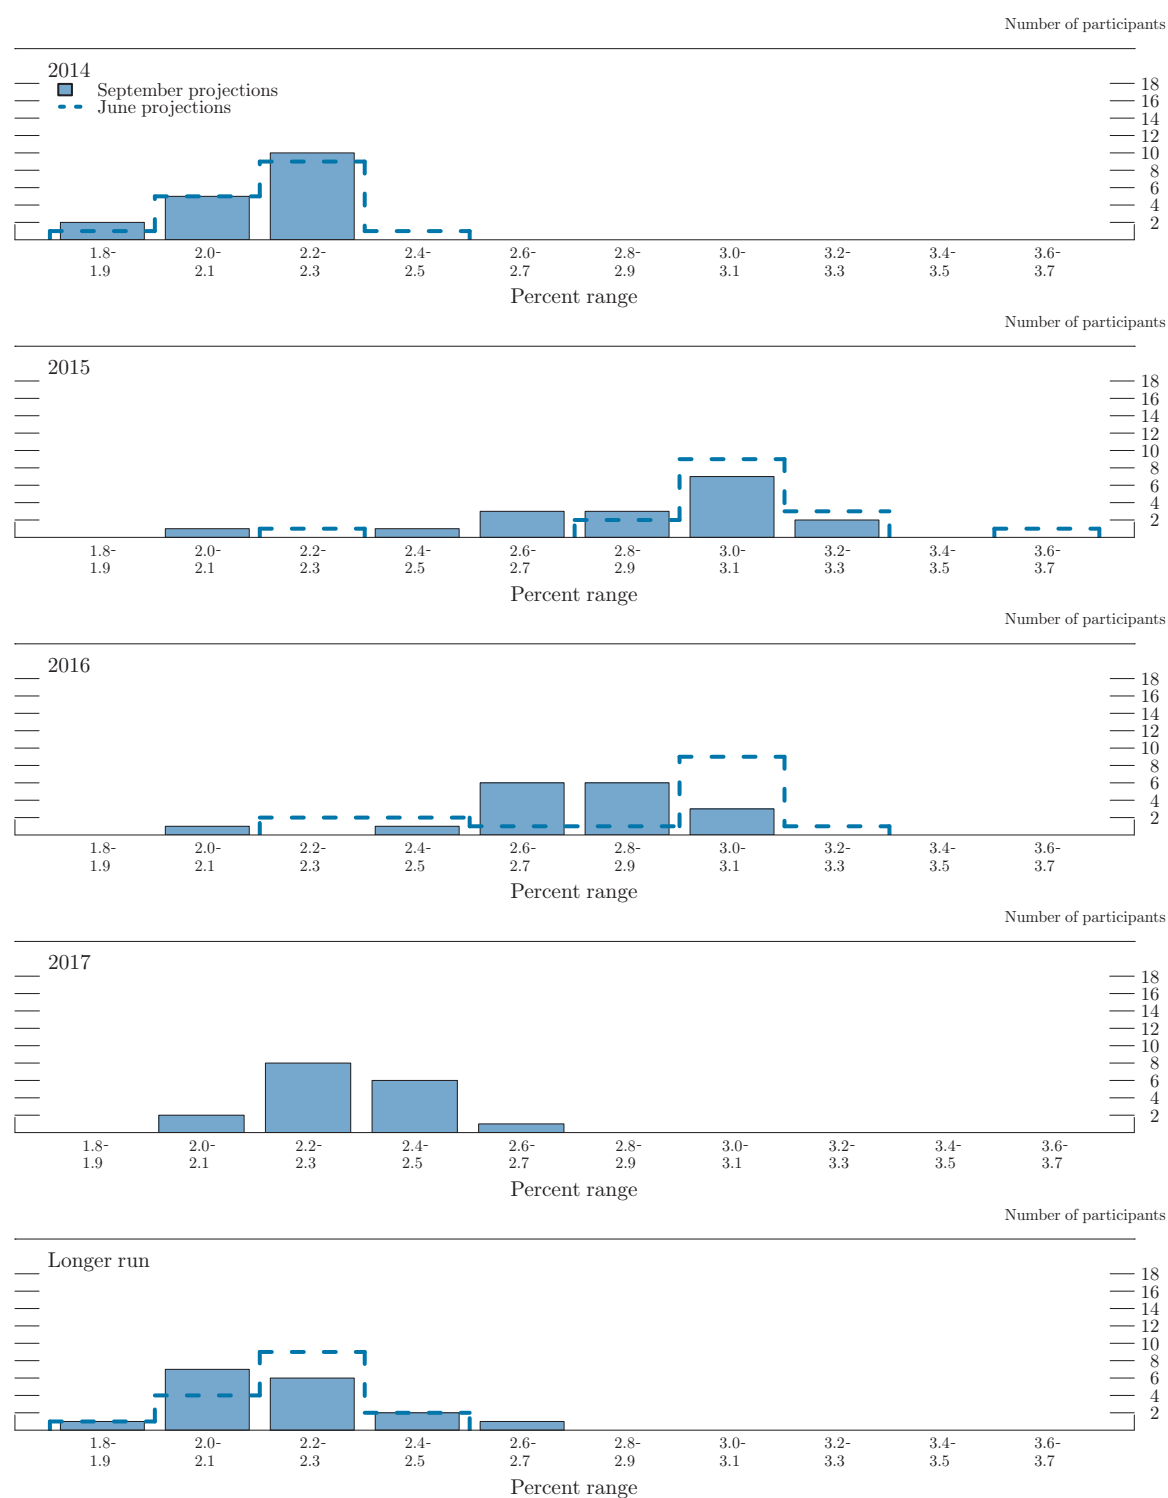 Number of participants
2014
September projections
June projections
18
16
14
12
10
8
6
4
2
1.8- 2.0- 2.2- 2.4- 2.6- 2.8- 3.0- 3.2- 3.4- 3.6-
1.9 2.1 2.3 2.5 2.7 2.9 3.1 3.3 3.5 3.7
Percent range
Number of participants
2015
18
16
14
12
10
8
6
4
2
1.8- 2.0- 2.2- 2.4- 2.6- 2.8- 3.0- 3.2- 3.4- 3.6-
1.9 2.1 2.3 2.5 2.7 2.9 3.1 3.3 3.5 3.7
Percent range
Number of participants
2016
18
16
14
12
10
8
6
4
2
1.8- 2.0- 2.2- 2.4- 2.6- 2.8- 3.0- 3.2- 3.4- 3.6-
1.9 2.1 2.3 2.5 2.7 2.9 3.1 3.3 3.5 3.7
Percent range
Number of participants
2017
18
16
14
12
10
8
6
4
2
1.8- 2.0- 2.2- 2.4- 2.6- 2.8- 3.0- 3.2- 3.4- 3.6-
1.9 2.1 2.3 2.5 2.7 2.9 3.1 3.3 3.5 3.7
Percent range
Number of participants
Longer run
18
16
14
12
10
8
6
4
2
1.8- 2.0- 2.2- 2.4- 2.6- 2.8- 3.0- 3.2- 3.4- 3.6-
1.9 2.1 2.3 2.5 2.7 2.9 3.1 3.3 3.5 3.7
Percent range